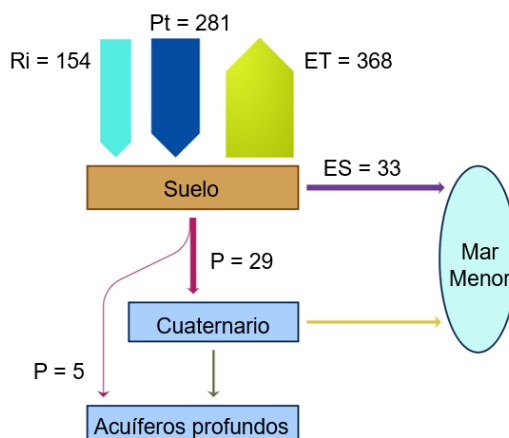 Pt = 281
Ri = 154
ET = 368
Suelo
ES = 33
Mar
Menor
P = 29
Cuaternario
P = 5
Acuíferos profundos